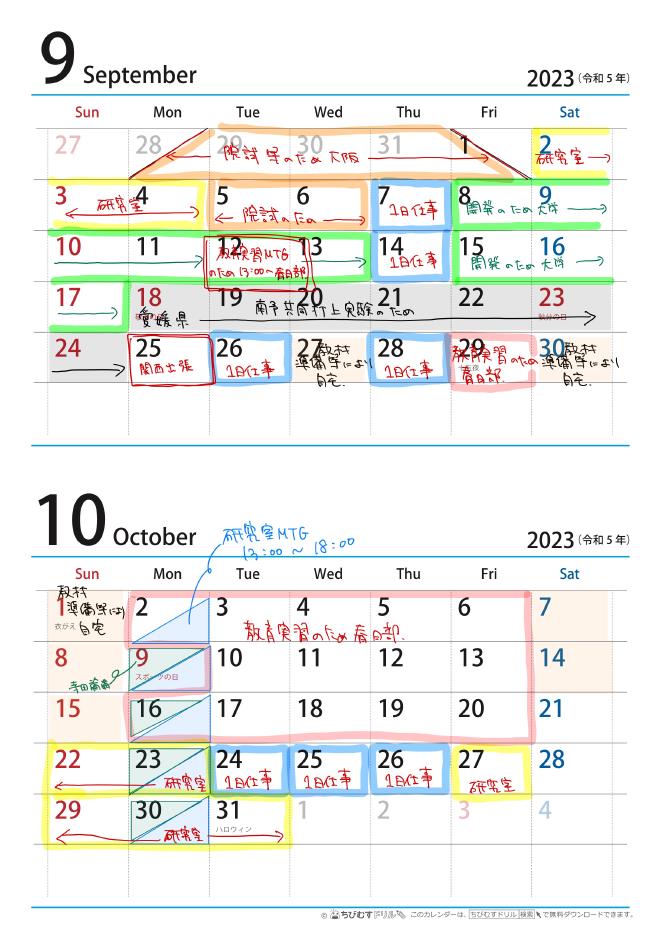 9 September
2023(令和5年)
Sun Mon Tue Wed Thu Fri Sat
27 28 29 30 31 1 2
院試等のため大阪
研究室
3 4 5 6 7 8 9
研究室
院試のため
1日仕事
開発のため大学
10 11 12 13 14 15 16
教育実習MTG
のため13:00～春日部
1日仕事
開発のため大学
17 18 19 20 21 22 23
愛媛県
南予共同打上実験のため
秋分の日
24 25 26 27 28 29 30
関西出張
1日仕事
教材
準備等により
自宅.
1日仕事
教育実習のため
春日部.
教材
準備等により
自宅.
10 October
研究室MTG
13:00 ～ 18:00
2023(令和5年)
Sun Mon Tue Wed Thu Fri Sat
1 2 3 4 5 6 7
教材
準備等により
自宅
衣がえ
教育実習のため春日部.
8 9 10 11 12 13 14
スポーツの日
15 16 17 18 19 20 21
22 23 24 25 26 27 28
研究室
1日仕事
1日仕事
1日仕事
研究室
29 30 31 1 2 3 4
研究室
ハロウィン
© ちびむすドリル このカレンダーは、ちびむすドリル 検索 で無料ダウンロードできます。